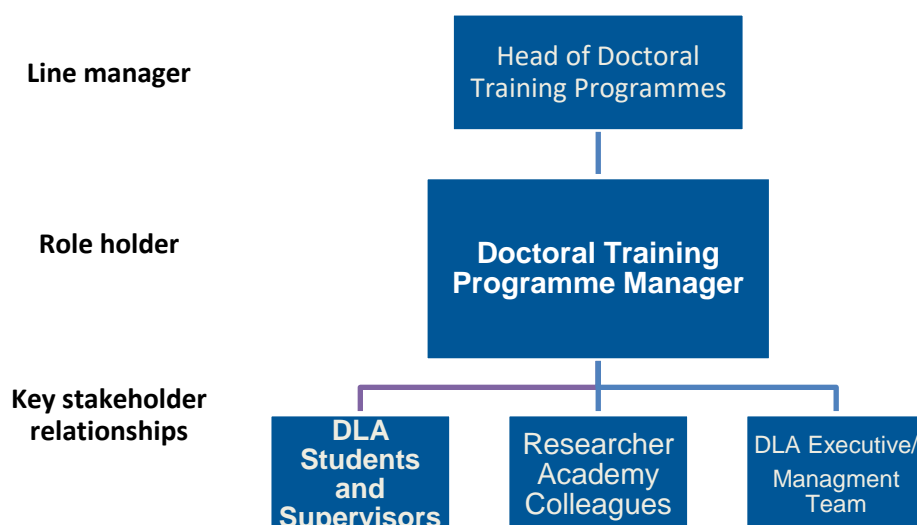 Line manager
Head of Doctoral
Training Programmes
Role holder
Doctoral Training
Programme Manager
Key stakeholder
relationships
DLA
Students
and
Supervisors
Researcher
Academy
Colleagues
DLA Executive/
Managment
Team